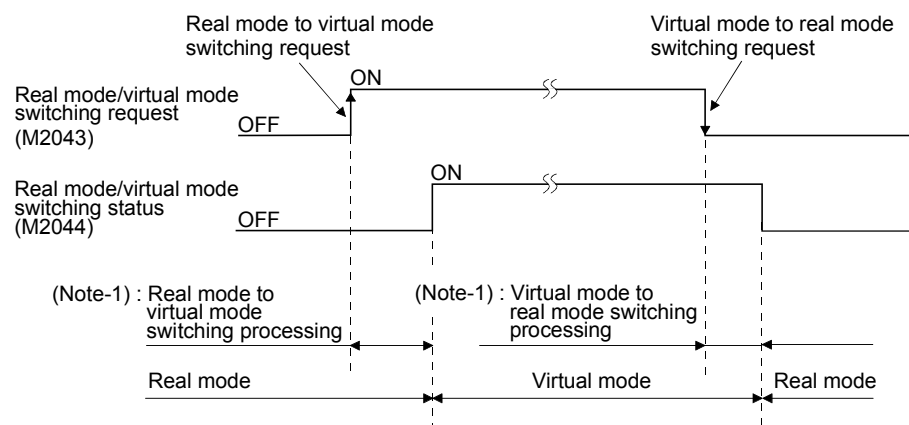 Real mode to virtual mode
switching request
Virtual mode to real mode
switching request
ON
Real mode/virtual mode
switching request
(M2043)
OFF
ON
Real mode/virtual mode
switching status
(M2044)
OFF
(Note-1) : Real mode to
virtual mode
switching processing
(Note-1) : Virtual mode to
real mode switching
processing
Real mode
Virtual mode
Real mode